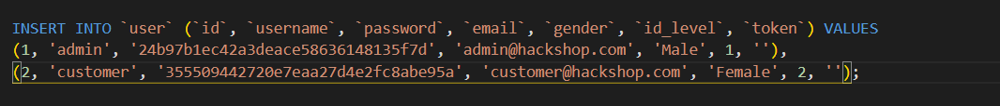 INSERT INTO `user` (`id`, `username`, `password`, `email`, `gender`, `id_level`, `token`) VALUES
(1, 'admin', '24b97b1ec42a3deace58636148135f7d', 'admin@hackshop.com', 'Male', 1, ''),
(2, 'customer', '355509442720e7eaa27d4e2fc8abe95a', 'customer@hackshop.com', 'Female', 2, '');